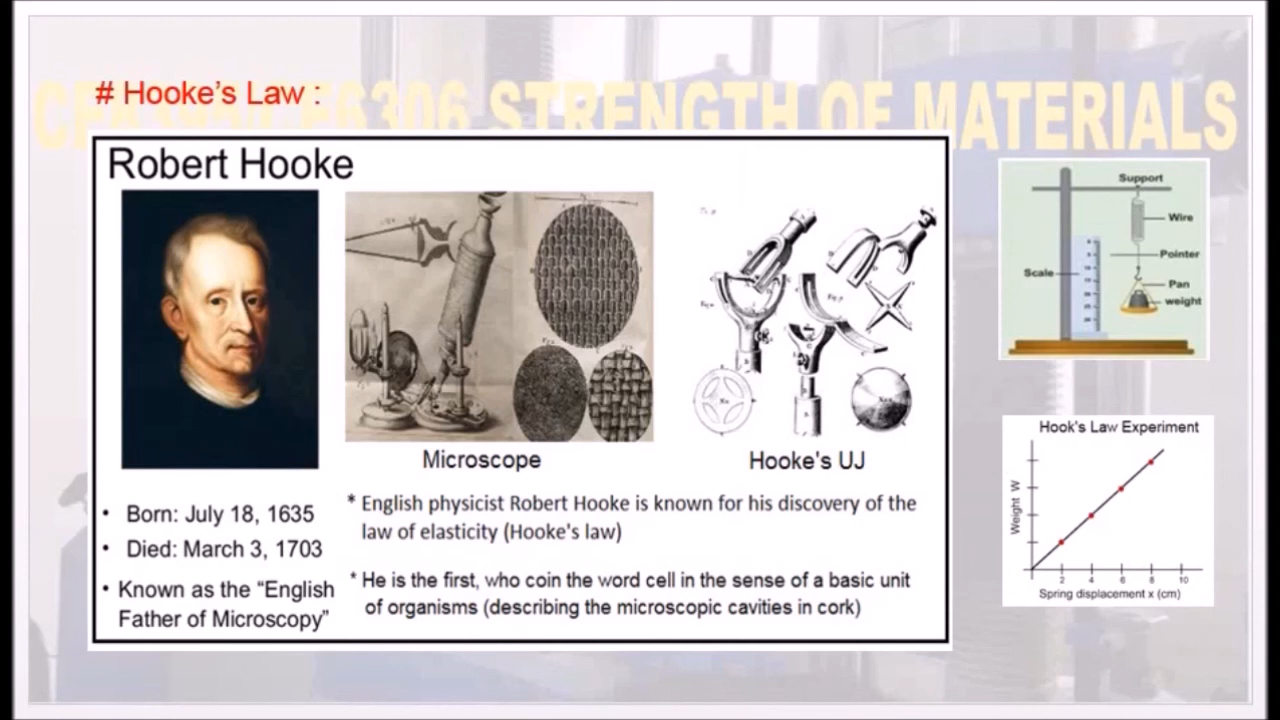 # Hooke's Law :
STRENGTH OF MATERIALS
Robert Hooke
Microscope
Hooke's UJ
• Born: July 18, 1635
• Died: March 3, 1703
• Known as the “English
Father of Microscopy”
* English physicist Robert Hooke is known for his discovery of the
law of elasticity (Hooke's law)
* He is the first, who coin the word cell in the sense of a basic unit
of organisms (describing the microscopic cavities in cork)
Support
Wire
Pointer
Scale
Pan
weight
Hook's Law Experiment
Weight W
2 4 6 8 10
Spring displacement x (cm)